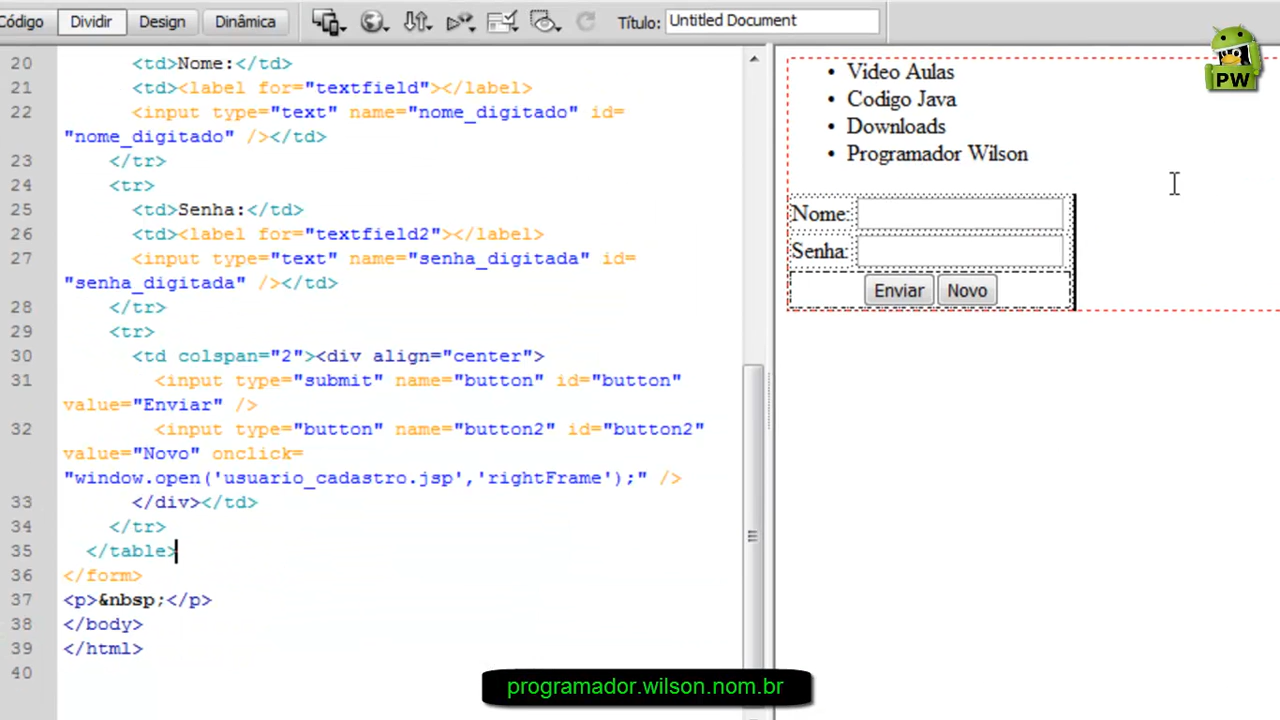 Código Dividir Design Dinâmica Título: Untitled Document
20 <td>Nome:</td>
21 <td><label for="textfield"></label>
22 <input type="text" name="nome_digitado" id=
"nome_digitado" /></td>
23 </tr>
24 <tr>
25 <td>Senha:</td>
26 <td><label for="textfield2"></label>
27 <input type="text" name="senha_digitada" id=
"senha_digitada" /></td>
28 </tr>
29 <tr>
30 <td colspan="2"><div align="center">
31 <input type="submit" name="button" id="button"
value="Enviar" />
32 <input type="button" name="button2" id="button2"
value="Novo" onclick=
"window.open('usuario_cadastro.jsp','rightFrame');" />
33 </div></td>
34 </tr>
35 </table>
36 </form>
37 <p>&nbsp;</p>
38 </body>
39 </html>
40
• Video Aulas
• Codigo Java
• Downloads
• Programador Wilson
Nome:
Senha:
Enviar Novo
PW
programador.wilson.nom.br